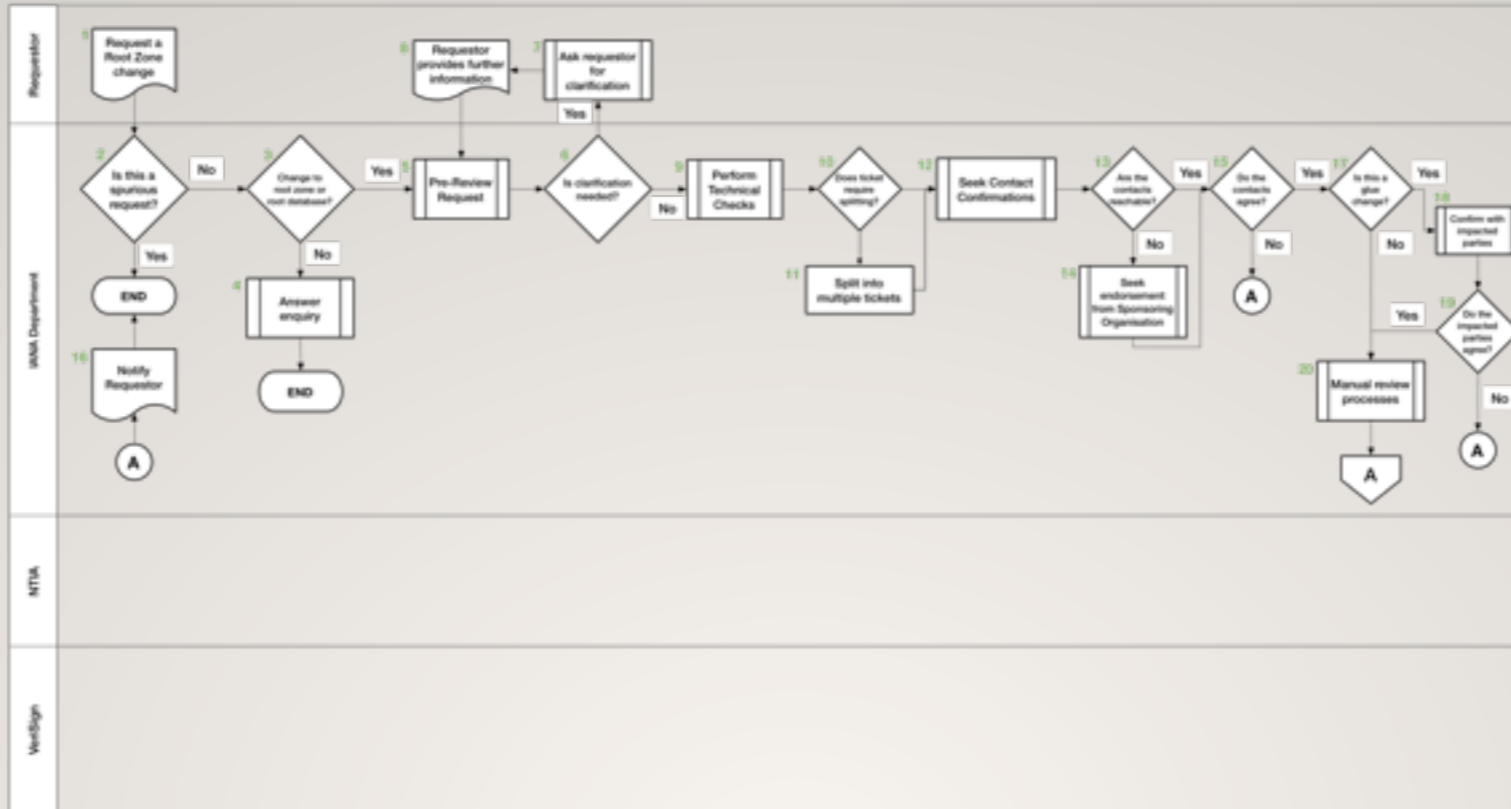 Requestor
1
Request a
Root Zone
change
8
Requestor
provides further
information
7
Ask requestor
for
clarification
Yes
IANA Department
2
Is this a
spurious
request?
No
3
Change to
root zone or
root database?
Yes
5
Pre-Review
Request
6
Is clarification
needed?
No
9
Perform
Technical
Checks
10
Does ticket
require
splitting?
12
Seek Contact
Confirmations
13
Are the
contacts
reachable?
Yes
15
Do the
contacts
agree?
Yes
17
Is this a
glue
change?
Yes
18
Confirm with
impacted
parties
Yes
END
No
4
Answer
enquiry
END
11
Split into
multiple tickets
No
14
Seek
endorsement
from Sponsoring
Organisation
No
A
No
Yes
19
Do the
impacted
parties
agree?
No
A
16
Notify
Requestor
A
20
Manual review
processes
A
NTIA
VeriSign